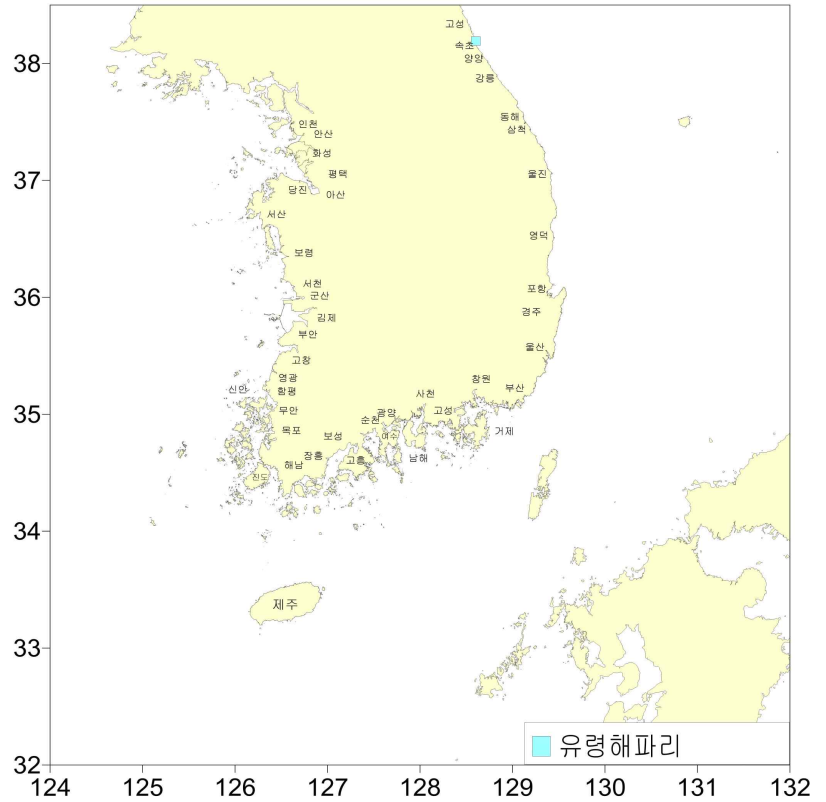 고성
속초
양양
38
강릉
동해
인천
삼척
안산
화성
37
평택
울진
당진
아산
서산
영덕
보령
서천
포항
36
군산
경주
김제
부안
울산
고창
영광
창원
신안
함평
부산
사천
무안
광양
고성
35
순천
목포
보성
여수
거제
장흥
고흥
남해
해남
진도
34
제주
33
유령해파리
32
124
125
126
127
128
129
130
131
132